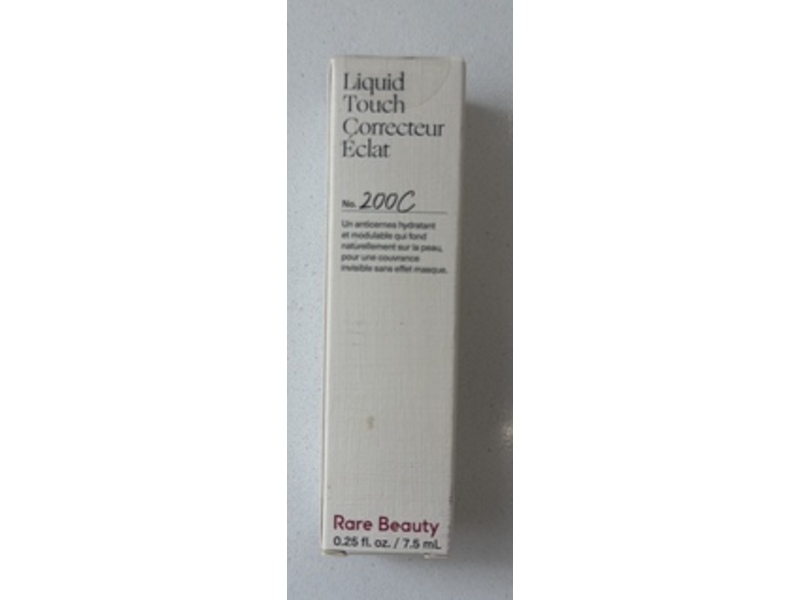 Liquid
Touch
Correcteur
Éclat
No. 200C
Un anticernes hydratant
et modulable qui fond
naturellement sur la peau,
pour une couvrance
invisible sans effet masque.
Rare Beauty
0.25 fl. oz. / 7.5 mL